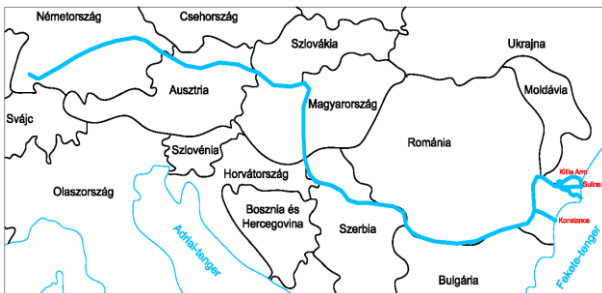 Németország
Csehország
Szlovákia
Ukrajna
Ausztria
Magyarország
Moldávia
Svájc
Románia
Szlovénia
Horvátország
Killia Arm
Sulina
Olaszország
Bosznia és
Hercegovina
Szerbia
Konstanca
Adriai-tenger
Fekete-tenger
Bulgária